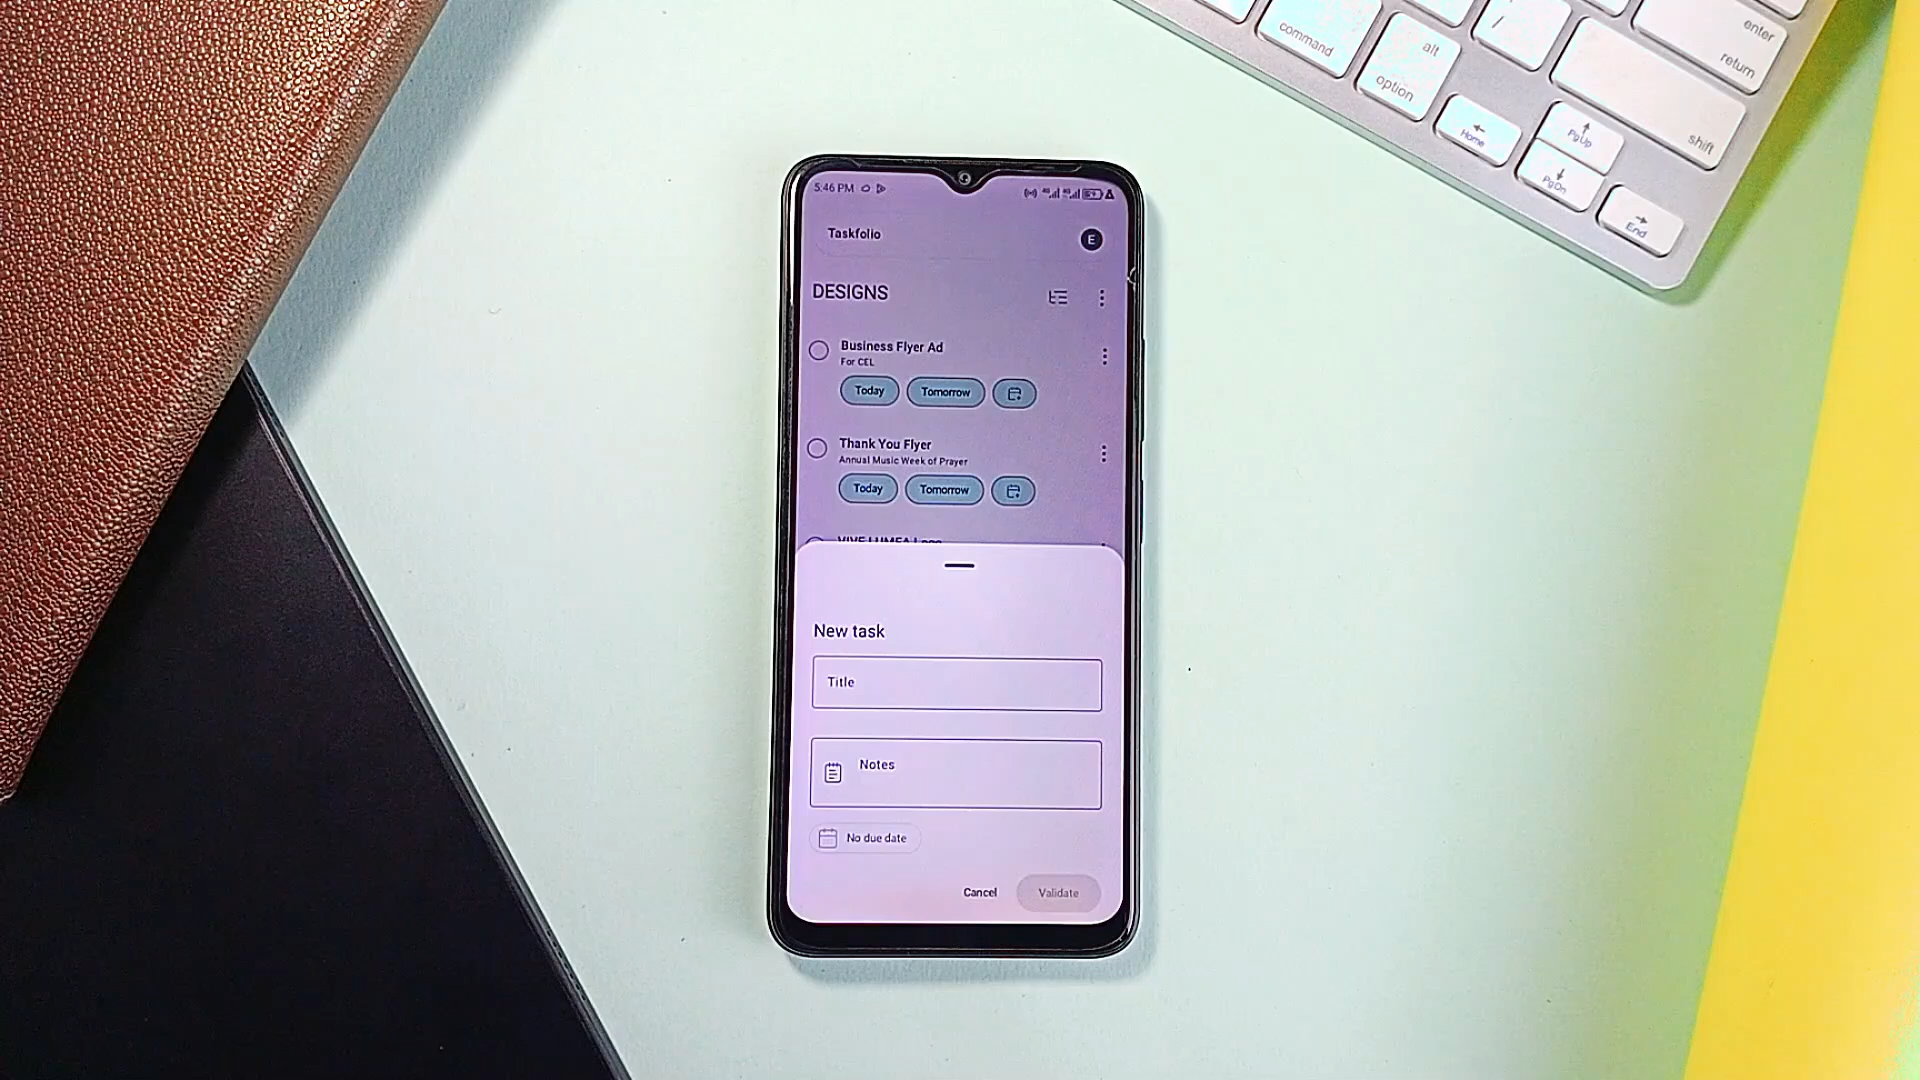 command
alt
option
/
enter
return
shift
Home
PgUp
PgDn
End
5:46 PM
Taskfolio
E
DESIGNS
Business Flyer Ad
For CEL
Today
Tomorrow
Thank You Flyer
Annual Music Week of Prayer
Today
Tomorrow
New task
Title
Notes
No due date
Cancel
Validate